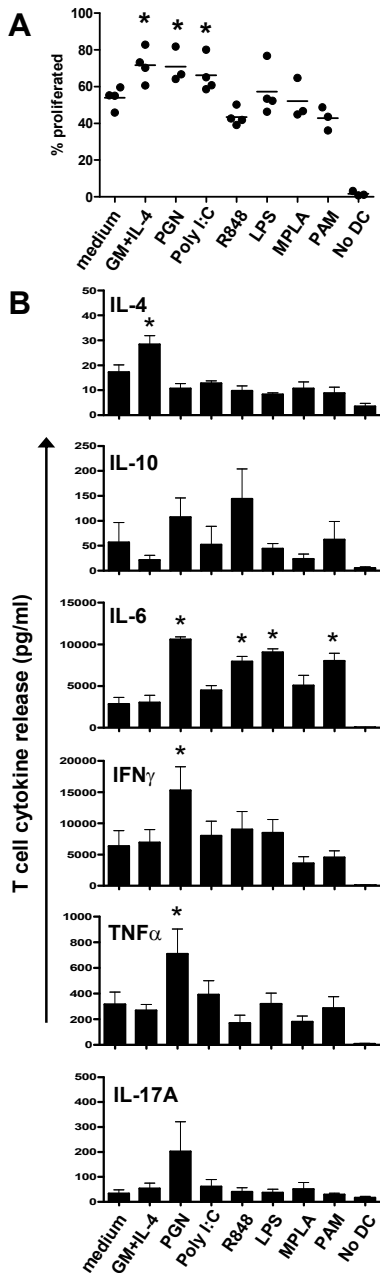 A
* * *
100
80
60
40
20
0
% proliferated
medium
GM+IL-4
PGN
Poly I:C
R848
LPS
MPLA
PAM
No DC
B
T cell cytokine release (pg/ml)
IL-4
*
30
20
10
0
IL-10
250
200
150
100
50
0
IL-6
* * * *
15000
10000
5000
0
IFNγ
*
20000
15000
10000
5000
0
TNFα
*
1000
800
600
400
200
0
IL-17A
500
400
300
200
100
0
medium
GM+IL-4
PGN
Poly I:C
R848
LPS
MPLA
PAM
No DC